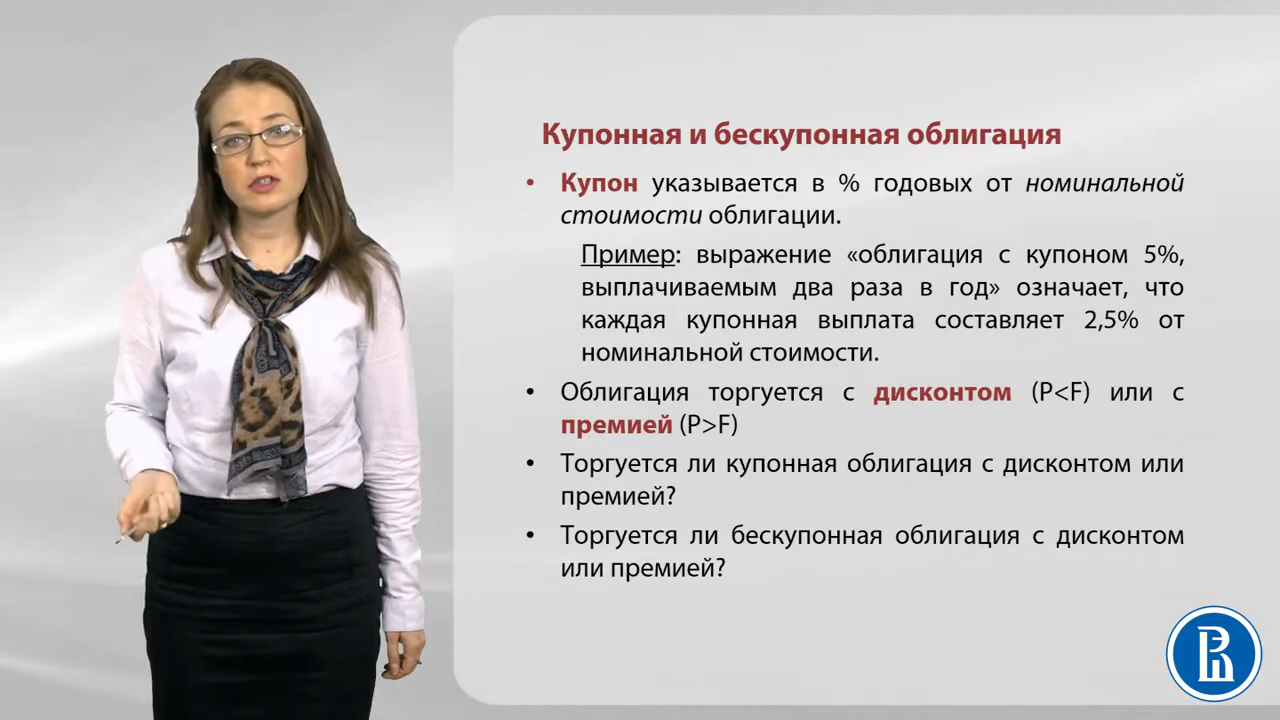 Купонная и бескупонная облигация
• Купон указывается в % годовых от номинальной
стоимости облигации.
Пример: выражение «облигация с купоном 5%,
выплачиваемым два раза в год» означает, что
каждая купонная выплата составляет 2,5% от
номинальной стоимости.
• Облигация торгуется с дисконтом (P<F) или с
премией (P>F)
• Торгуется ли купонная облигация с дисконтом или
премией?
• Торгуется ли бескупонная облигация с дисконтом
или премией?